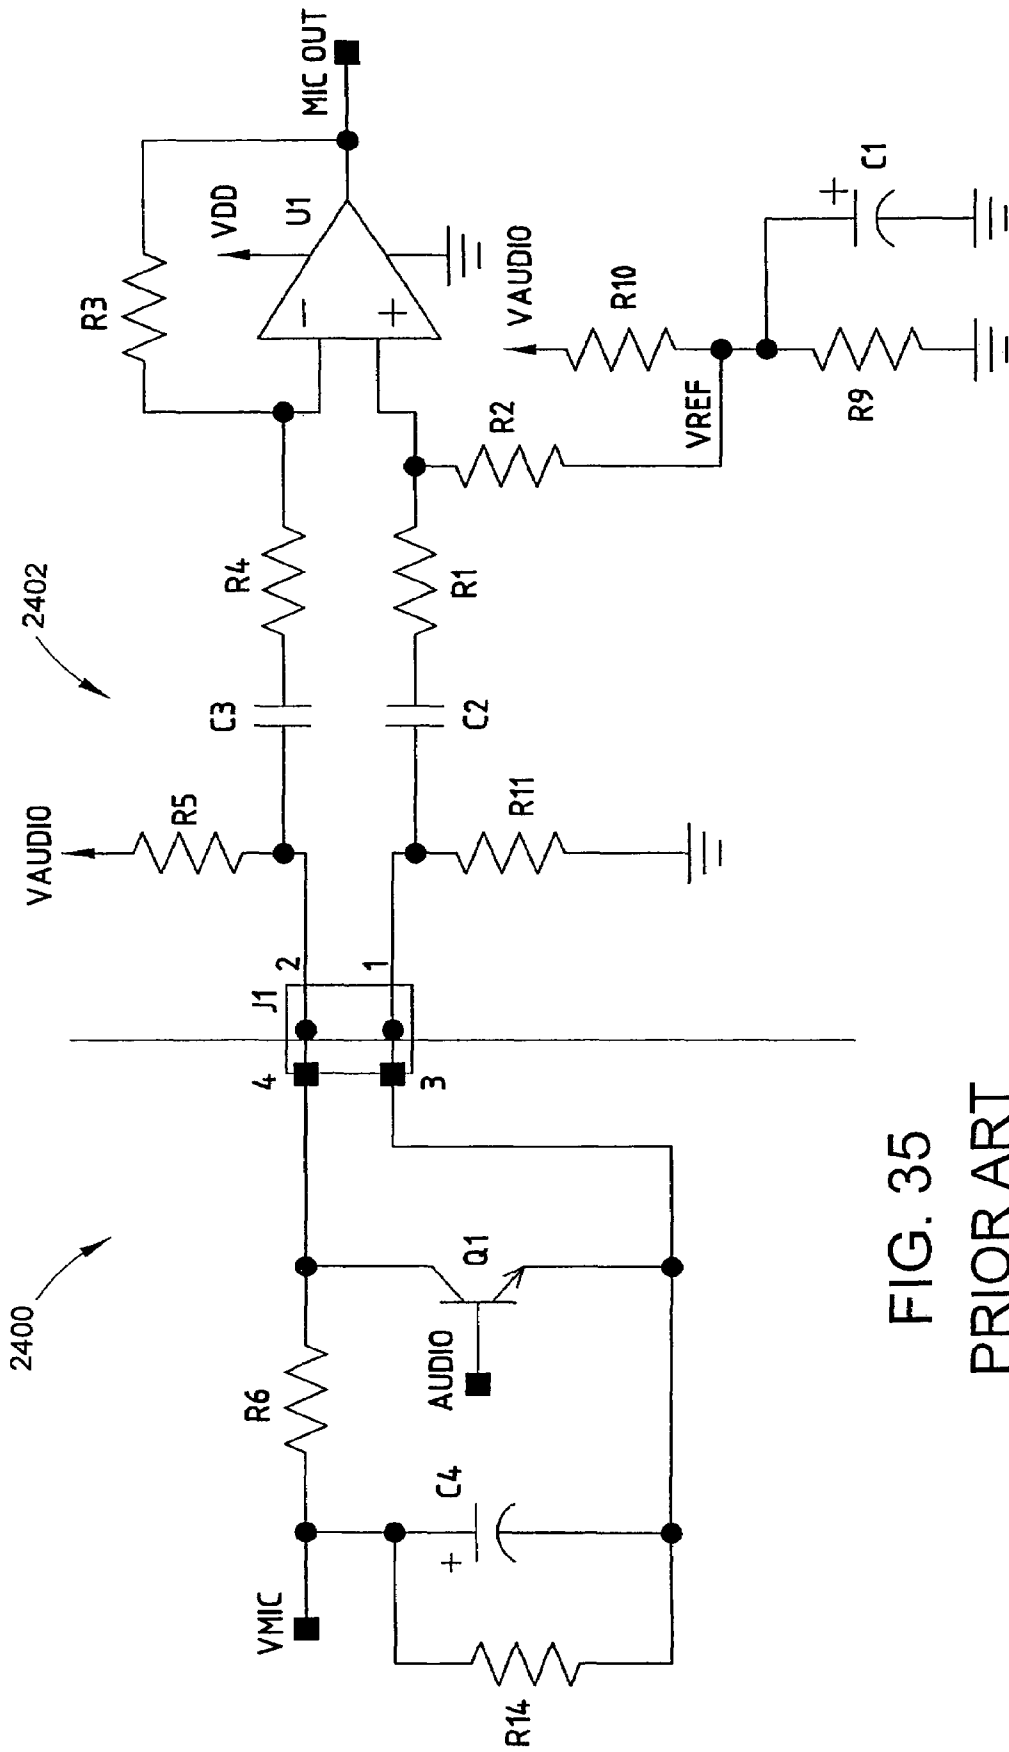 2400
2402
VMIC
R6
R14
+
C4
AUDIO
Q1
4
3
J1
2
1
VAUDIO
R5
R11
C3
C2
R4
R1
R3
R2
VREF
VDD
U1
−
+
MIC OUT
VAUDIO
R10
R9
+
C1
FIG. 35
PRIOR ART